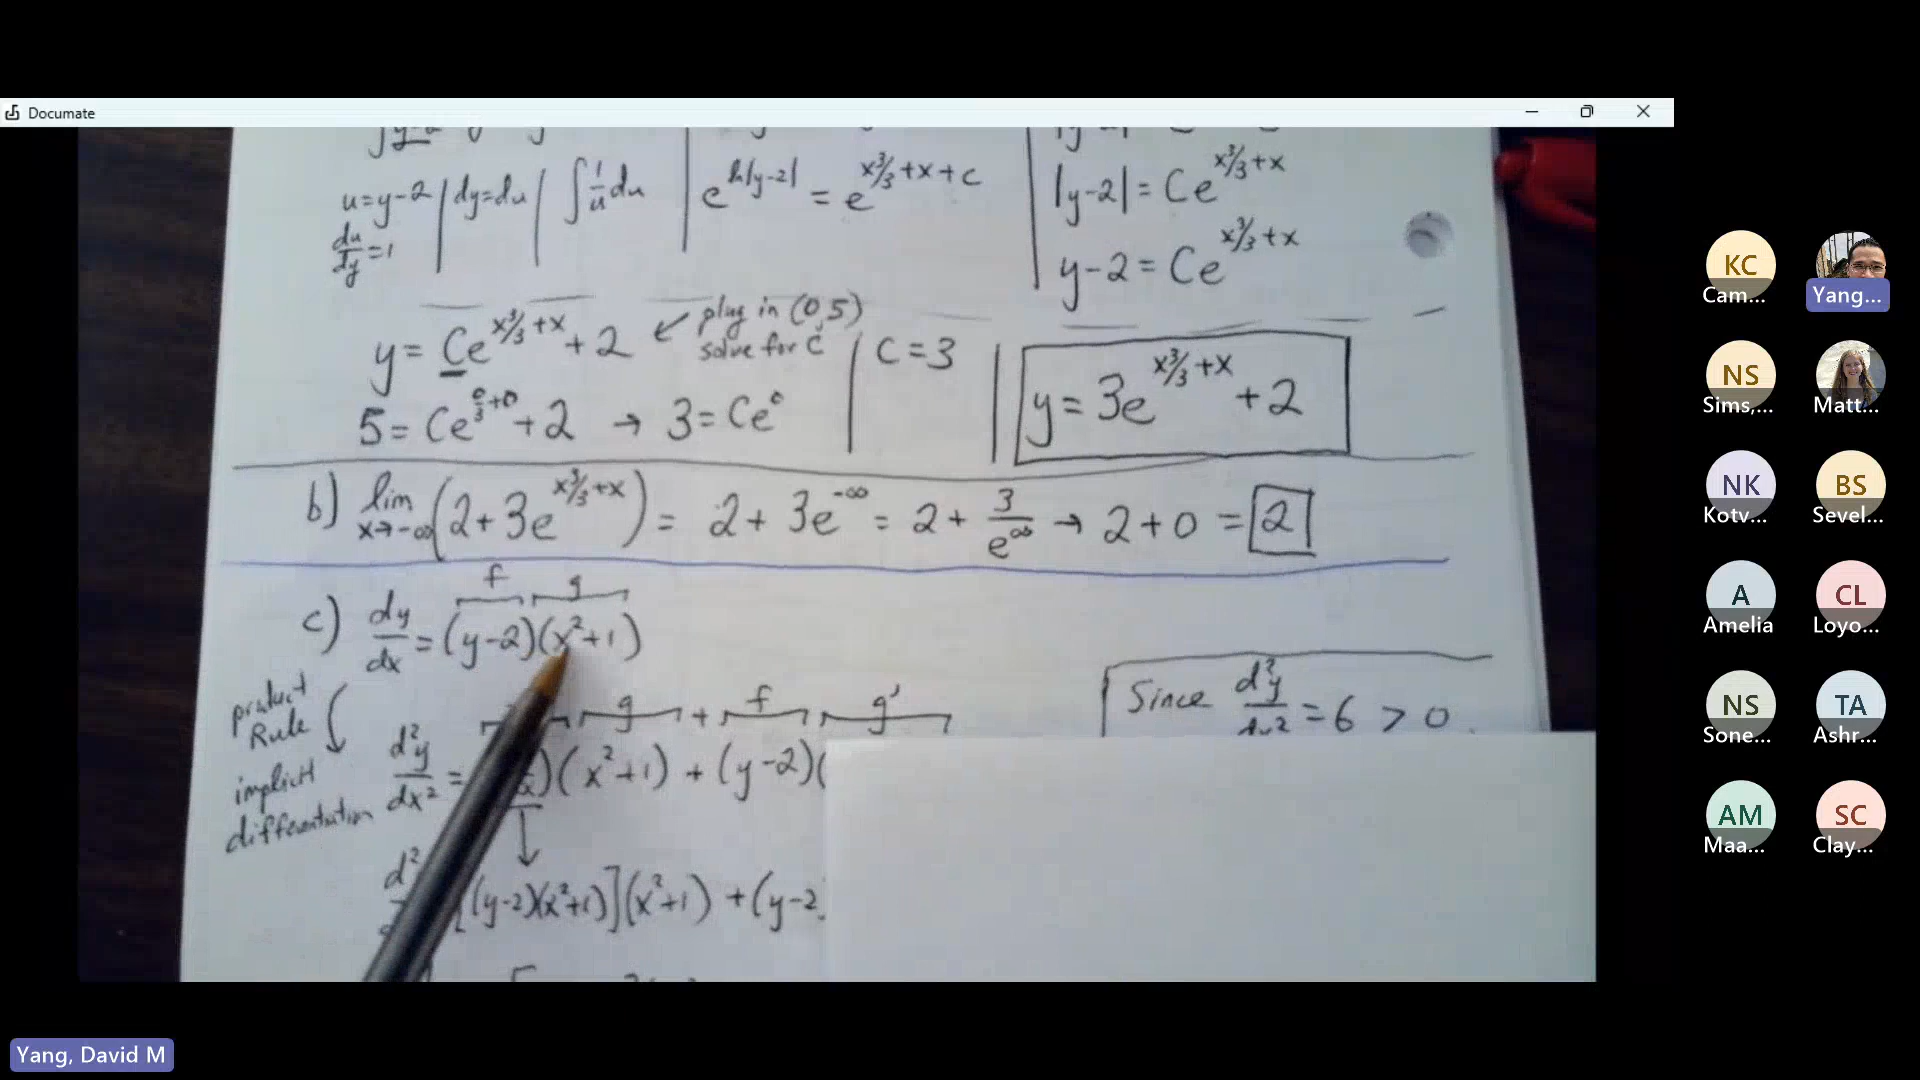 Documate
u=y-2 | dy=du | ∫ 1/u du | e^(ln|y-2|) = e^(x³/3+x+c) | |y-2| = Ce^(x³/3+x)
du/dy = 1
y-2 = Ce^(x³/3+x)
y = Ce^(x³/3+x) + 2 ↙ plug in (0,5)
solve for C | C=3 | y = 3e^(x³/3+x) + 2
5 = Ce^(0/3+0) + 2 → 3 = Ce^0
b) lim x→-∞ (2+3e^(x³/3+x)) = 2 + 3e^(-∞) = 2 + 3/e^∞ → 2+0 = 2
f g
c) dy/dx = (y-2)(x²+1)
product
Rule
implicit
differentiation
g + f g'
d²y/dx² = )(x²+1) + (y-2)(
Since d²y/dx² = 6 > 0
d²
[(y-2)(x²+1)](x²+1) + (y-2
KC
Cam...
Yang...
NS
Sims,...
Matt...
NK
Kotv...
BS
Sevel...
A
Amelia
CL
Loyo...
NS
Sone...
TA
Ashr...
AM
Maa...
SC
Clay...
Yang, David M